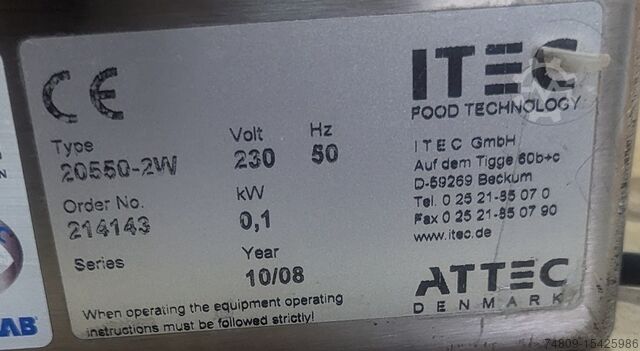 CE
Type
20550-2W
Order No.
214143
Series
Volt
230
kW
0,1
Year
10/08
Hz
50
When operating the equipment operating
instructions must be followed strictly!
ITEC
FOOD TECHNOLOGY
ITEC GmbH
Auf dem Tigge 60b+c
D-59269 Beckum
Tel. 0 25 21-85 07 0
Fax 0 25 21-85 07 90
www.itec.de
ATTEC
DENMARK
AB
74809-15425986